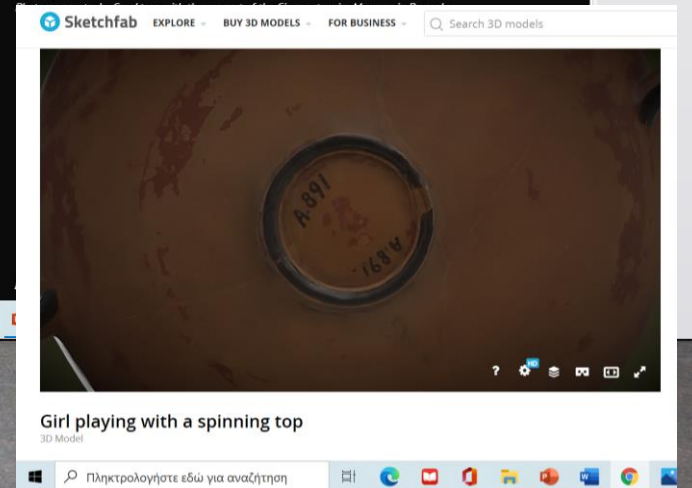 Sketchfab EXPLORE BUY 3D MODELS FOR BUSINESS Search 3D models
A.891
A.891
? HD
Girl playing with a spinning top
3D Model
Πληκτρολογήστε εδώ για αναζήτηση